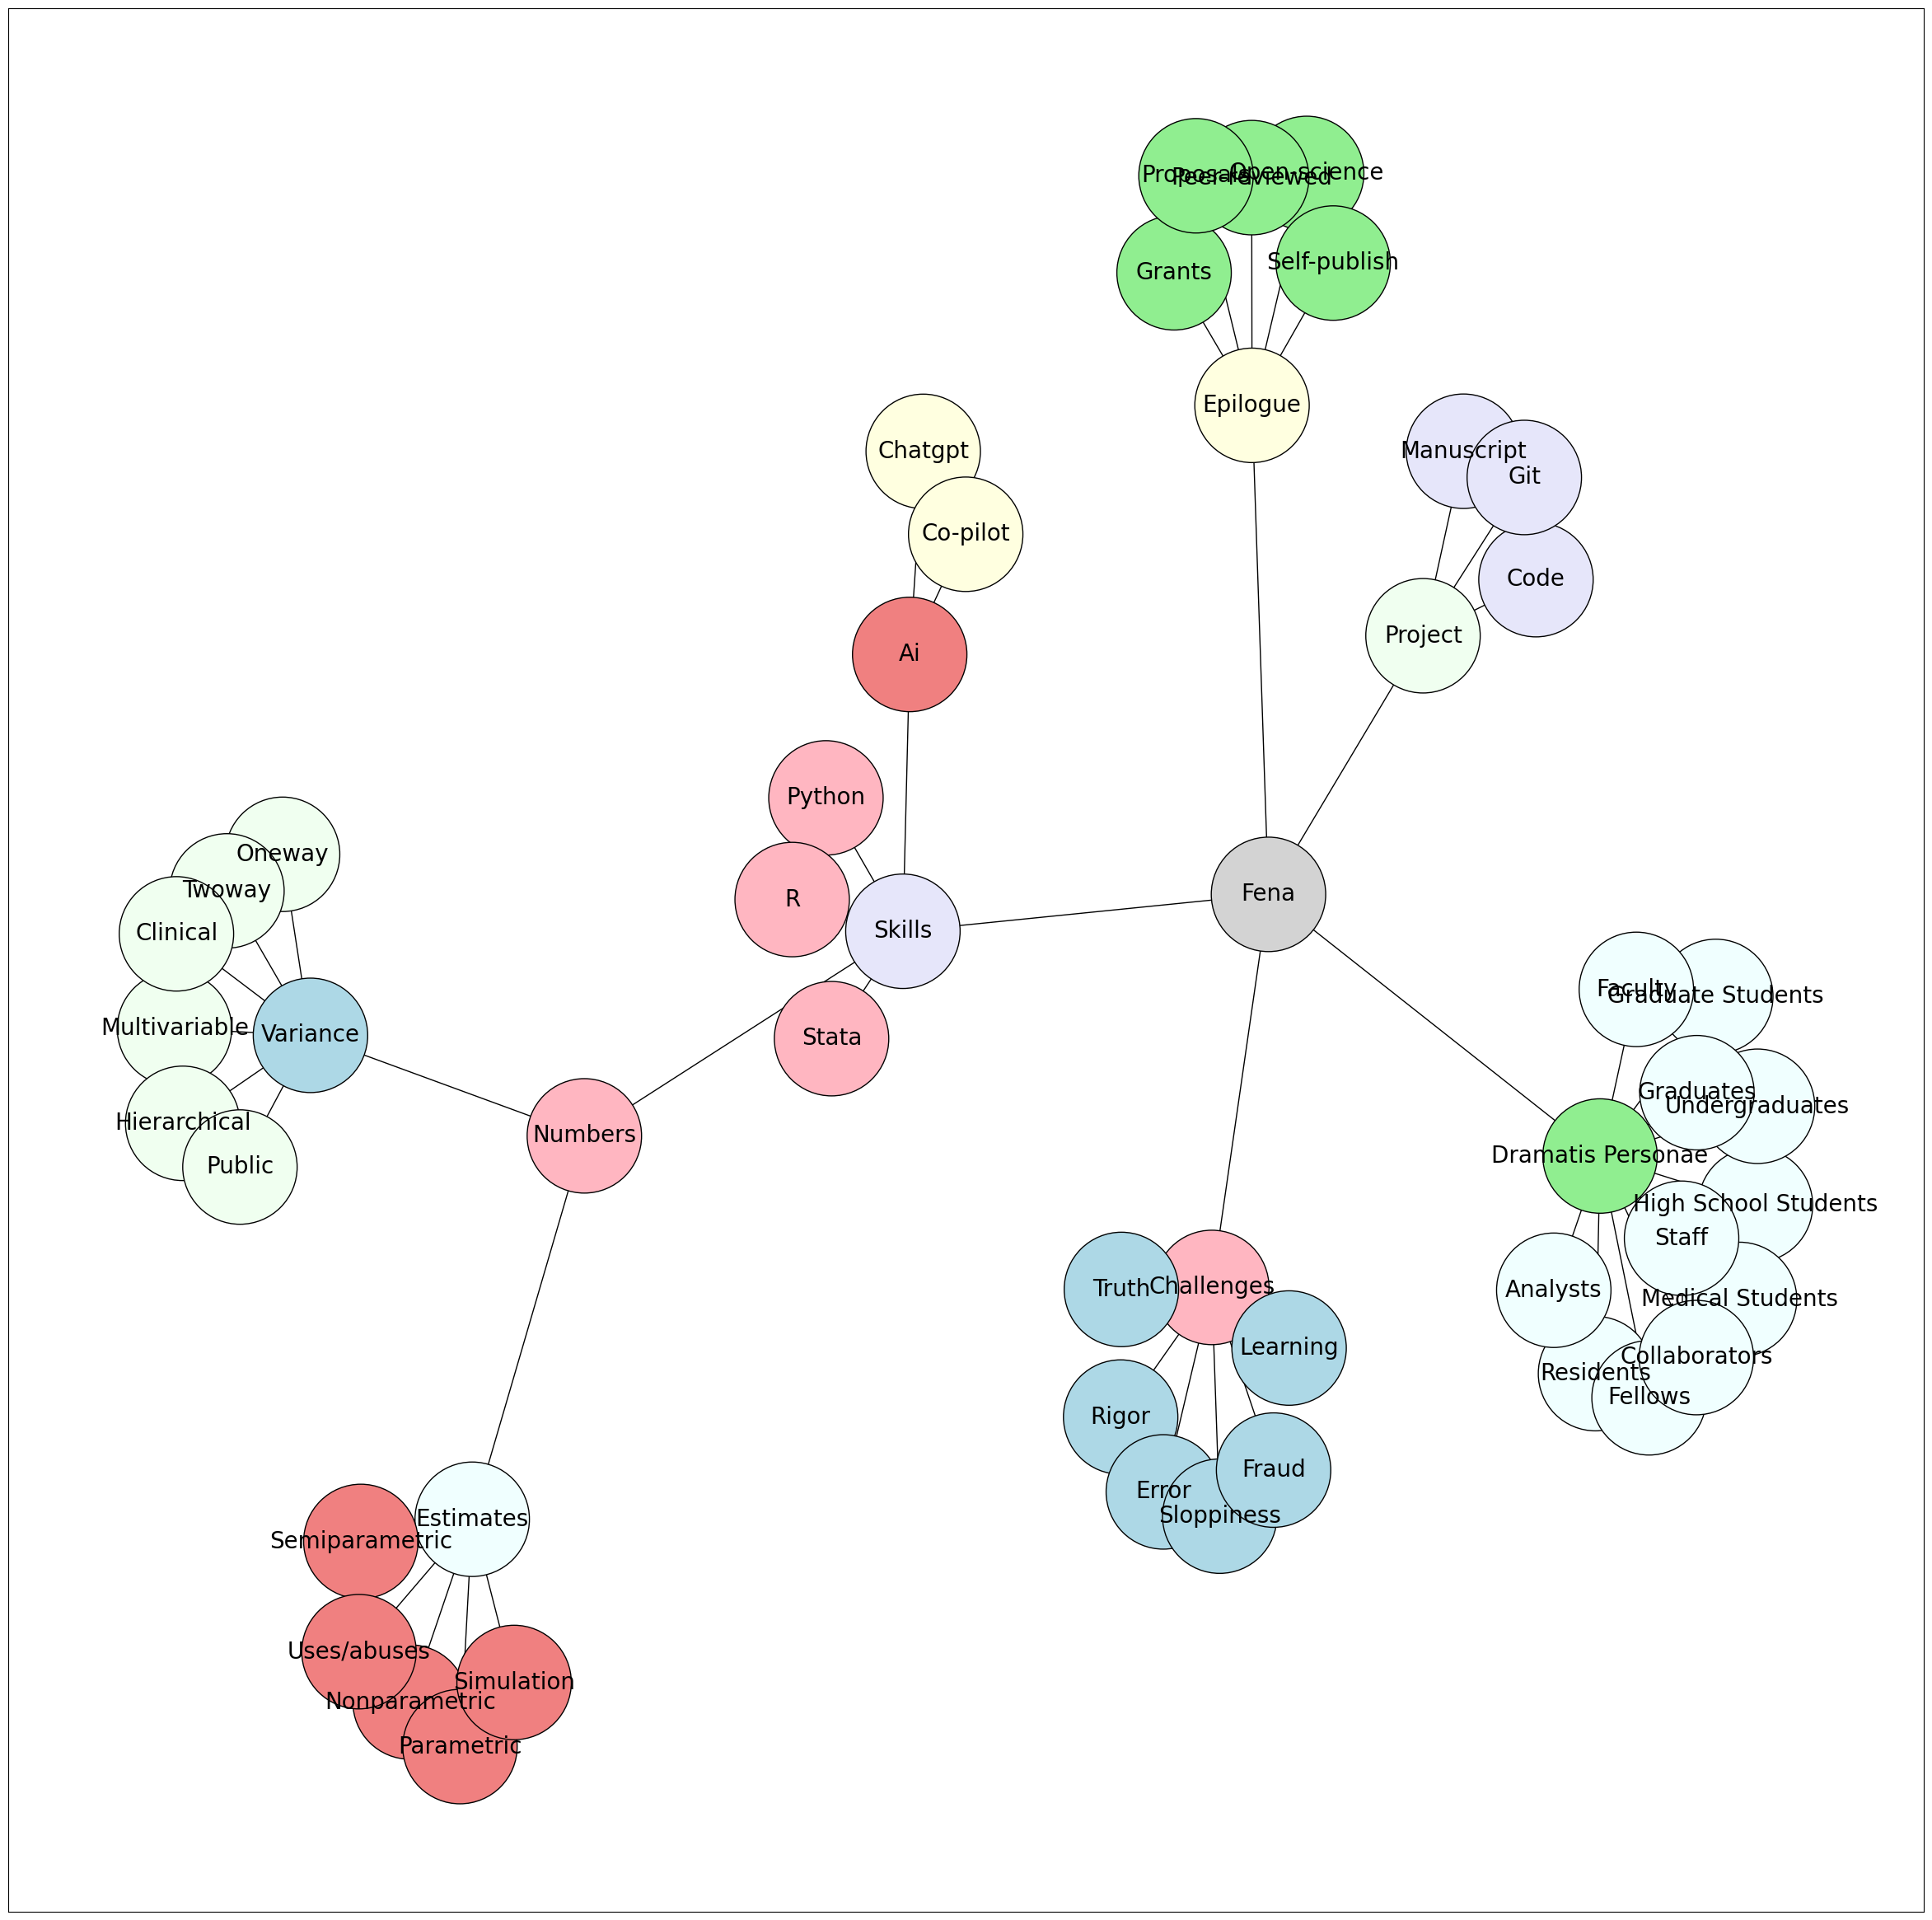 Proposals
Peer-reviewed
Open-science
Grants
Self-publish
Epilogue
Chatgpt
Manuscript
Git
Co-pilot
Code
Project
Ai
Python
R
Skills
Fena
Stata
Oneway
Twoway
Clinical
Multivariable
Variance
Hierarchical
Public
Numbers
Faculty
Graduate Students
Graduates
Undergraduates
Dramatis Personae
High School Students
Staff
Analysts
Medical Students
Collaborators
Residents
Fellows
Truth
Challenges
Learning
Rigor
Fraud
Error
Sloppiness
Estimates
Semiparametric
Uses/abuses
Simulation
Nonparametric
Parametric